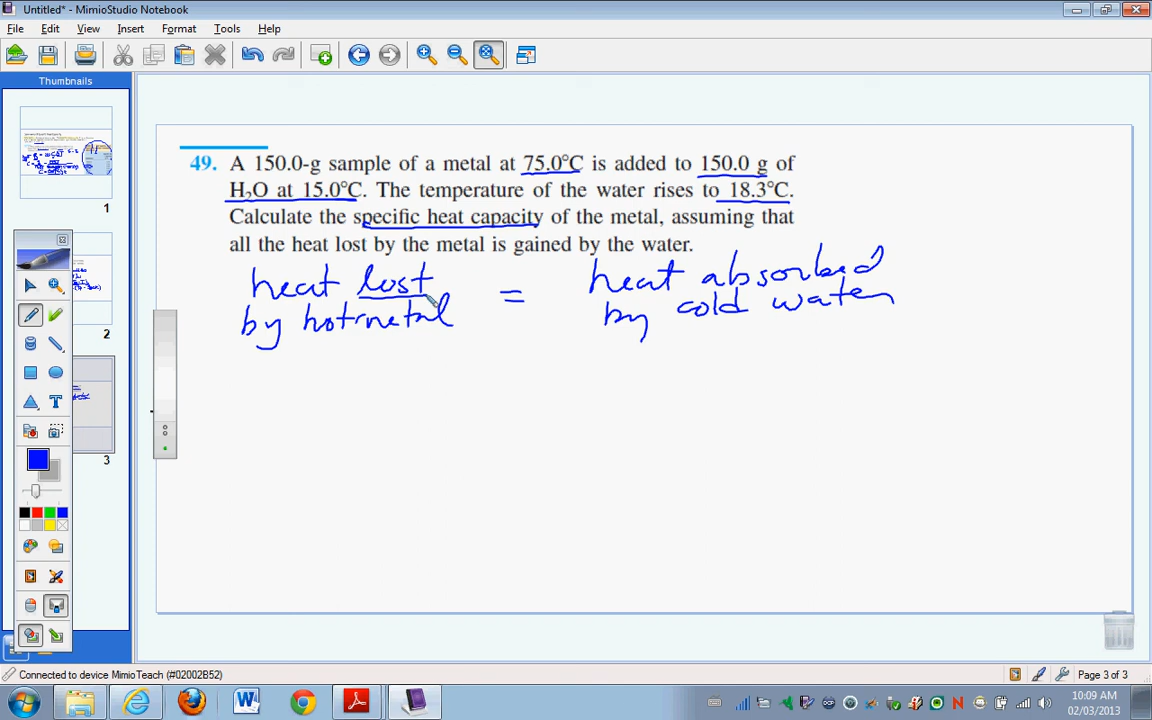 Untitled* - MimioStudio Notebook
File Edit View Insert Format Tools Help
Thumbnails
1
2
3
49. A 150.0-g sample of a metal at 75.0°C is added to 150.0 g of
H₂O at 15.0°C. The temperature of the water rises to 18.3°C.
Calculate the specific heat capacity of the metal, assuming that
all the heat lost by the metal is gained by the water.
heat lost = heat absorbed
by hot metal by cold water
Connected to device MimioTeach (#02002B52)
Page 3 of 3
10:09 AM
02/03/2013